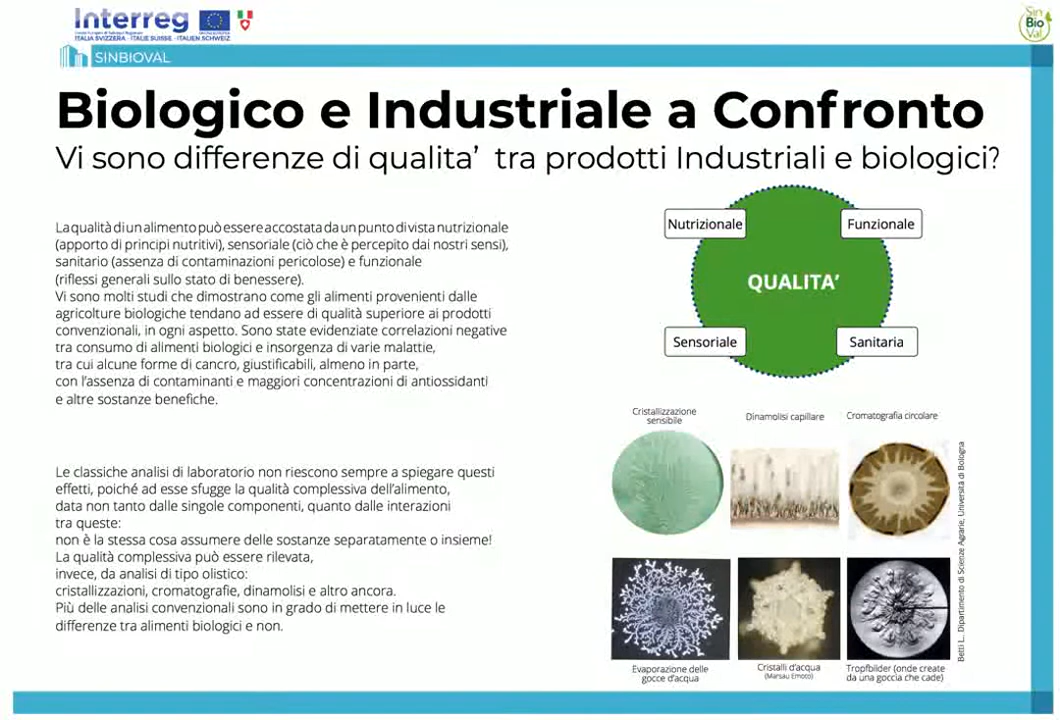 Interreg
ITALIA SVIZZERA · ITALIE SUISSE · ITALIEN SCHWEIZ
Sin
Bio
Val
SINBIOVAL
Biologico e Industriale a Confronto
Vi sono differenze di qualita' tra prodotti Industriali e biologici?
La qualità di un alimento può essere accostata da un punto di vista nutrizionale
(apporto di principi nutritivi), sensoriale (ciò che è percepito dai nostri sensi),
sanitario (assenza di contaminazioni pericolose) e funzionale
(riflessi generali sullo stato di benessere).
Vi sono molti studi che dimostrano come gli alimenti provenienti dalle
agricolture biologiche tendano ad essere di qualità superiore ai prodotti
convenzionali, in ogni aspetto. Sono state evidenziate correlazioni negative
tra consumo di alimenti biologici e insorgenza di varie malattie,
tra cui alcune forme di cancro, giustificabili, almeno in parte,
con l'assenza di contaminanti e maggiori concentrazioni di antiossidanti
e altre sostanze benefiche.
Le classiche analisi di laboratorio non riescono sempre a spiegare questi
effetti, poiché ad esse sfugge la qualità complessiva dell'alimento,
data non tanto dalle singole componenti, quanto dalle interazioni
tra queste:
non è la stessa cosa assumere delle sostanze separatamente o insieme!
La qualità complessiva può essere rilevata,
invece, da analisi di tipo olistico:
cristallizzazioni, cromatografie, dinamolisi e altro ancora.
Più delle analisi convenzionali sono in grado di mettere in luce le
differenze tra alimenti biologici e non.
Nutrizionale
Funzionale
QUALITA'
Sensoriale
Sanitaria
Cristallizzazione
sensibile
Dinamolisi capillare
Cromatografia circolare
Evaporazione delle
gocce d'acqua
Cristalli d'acqua
(Marsau Emoto)
Tropfbilder (onde create
da una goccia che cade)
Betti L. Dipartimento di Scienze Agrarie, Università di Bologna